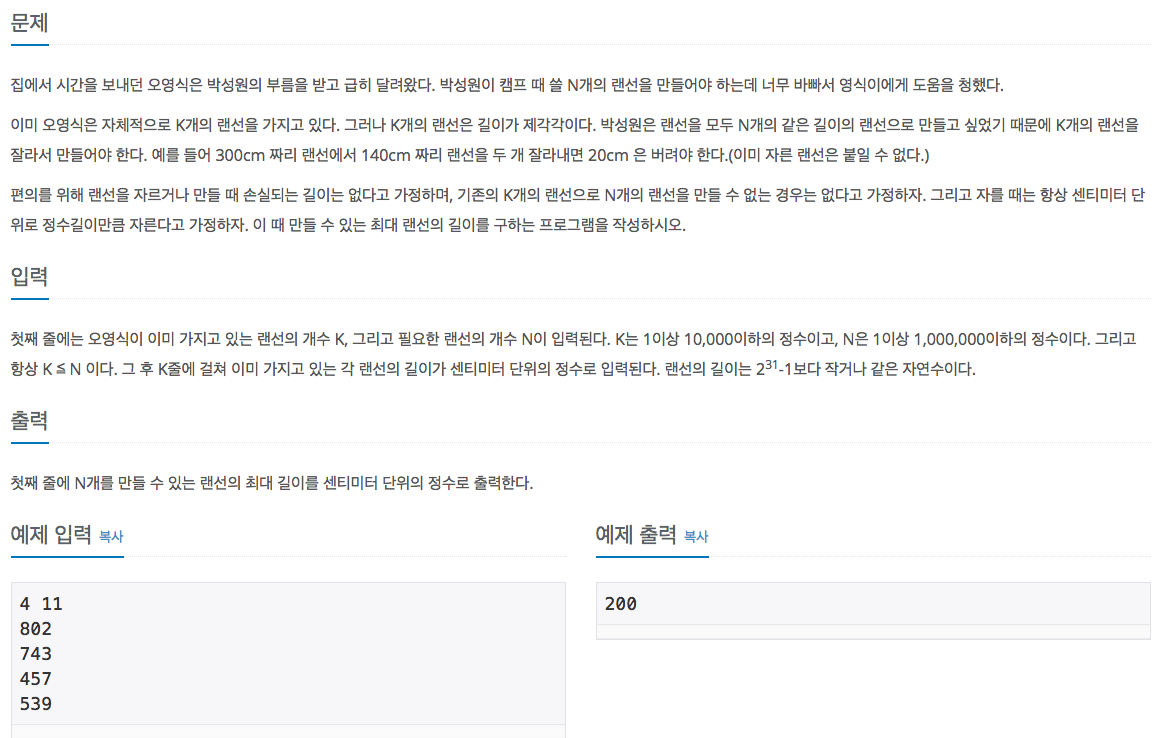 문제
집에서 시간을 보내던 오영식은 박성원의 부름을 받고 급히 달려왔다. 박성원이 캠프 때 쓸 N개의 랜선을 만들어야 하는데 너무 바빠서 영식이에게 도움을 청했다.
이미 오영식은 자체적으로 K개의 랜선을 가지고 있다. 그러나 K개의 랜선은 길이가 제각각이다. 박성원은 랜선을 모두 N개의 같은 길이의 랜선으로 만들고 싶었기 때문에 K개의 랜선을
잘라서 만들어야 한다. 예를 들어 300cm 짜리 랜선에서 140cm 짜리 랜선을 두 개 잘라내면 20cm 은 버려야 한다.(이미 자른 랜선은 붙일 수 없다.)
편의를 위해 랜선을 자르거나 만들 때 손실되는 길이는 없다고 가정하며, 기존의 K개의 랜선으로 N개의 랜선을 만들 수 없는 경우는 없다고 가정하자. 그리고 자를 때는 항상 센티미터 단
위로 정수길이만큼 자른다고 가정하자. 이 때 만들 수 있는 최대 랜선의 길이를 구하는 프로그램을 작성하시오.
입력
첫째 줄에는 오영식이 이미 가지고 있는 랜선의 개수 K, 그리고 필요한 랜선의 개수 N이 입력된다. K는 1이상 10,000이하의 정수이고, N은 1이상 1,000,000이하의 정수이다. 그리고
항상 K ≦ N 이다. 그 후 K줄에 걸쳐 이미 가지고 있는 각 랜선의 길이가 센티미터 단위의 정수로 입력된다. 랜선의 길이는 2^31-1보다 작거나 같은 자연수이다.
출력
첫째 줄에 N개를 만들 수 있는 랜선의 최대 길이를 센티미터 단위의 정수로 출력한다.
예제 입력 복사
4 11
802
743
457
539
예제 출력 복사
200